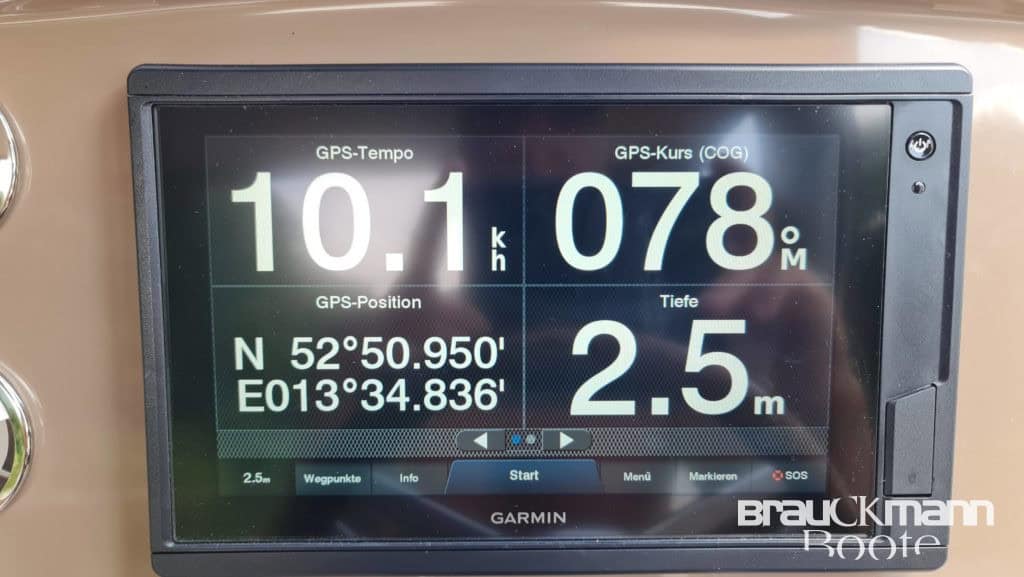 GPS-Tempo
10.1 kh
GPS-Kurs (COG)
078°M
GPS-Position
N 52°50.950'
E013°34.836'
Tiefe
2.5 m
2.5m Wegpunkte Info Start Menü Markieren SOS
GARMIN
BrauCkmann
Boote